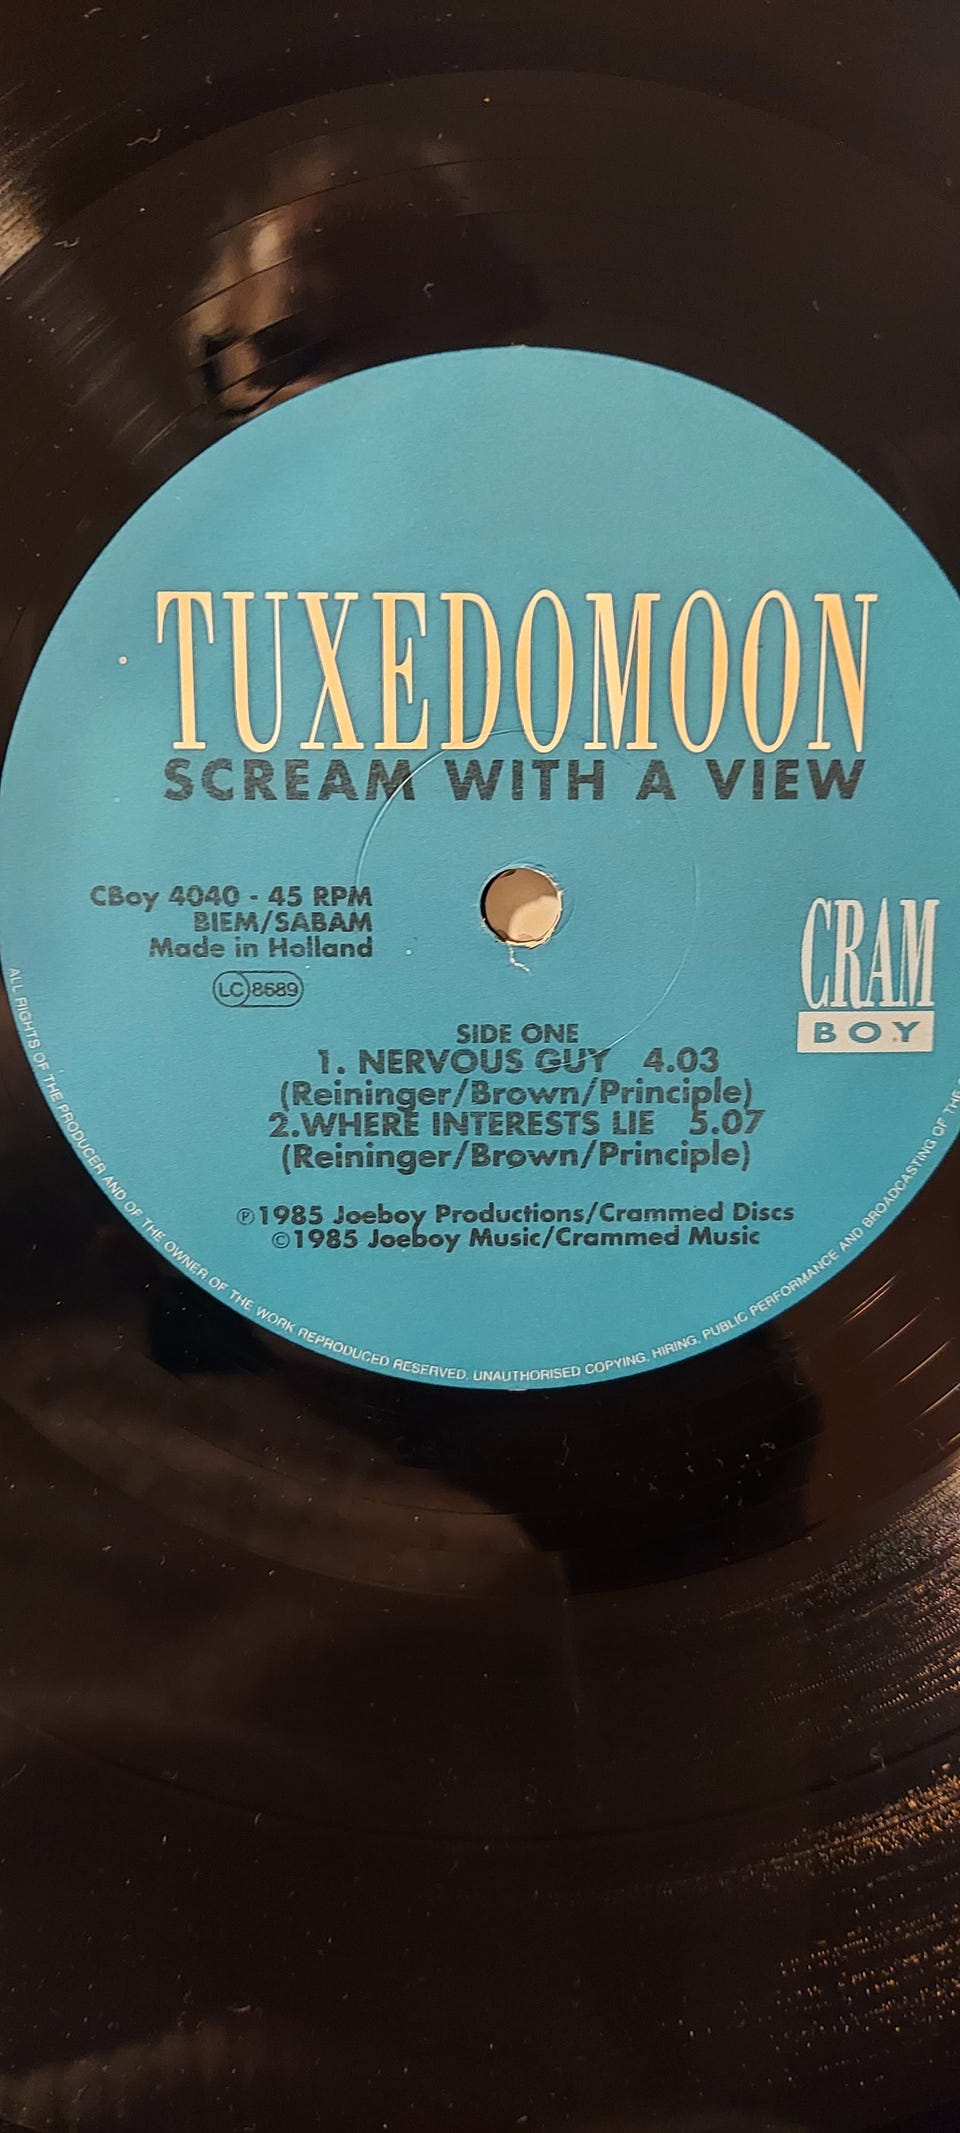 TUXEDOMOON
SCREAM WITH A VIEW
CBoy 4040 - 45 RPM
BIEM/SABAM
Made in Holland
LC 8689
CRAM
BOY
SIDE ONE
1. NERVOUS GUY 4.03
(Reininger/Brown/Principle)
2.WHERE INTERESTS LIE 5.07
(Reininger/Brown/Principle)
℗1985 Joeboy Productions/Crammed Discs
©1985 Joeboy Music/Crammed Music
ALL RIGHTS OF THE PRODUCER AND OF THE OWNER OF THE WORK REPRODUCED RESERVED. UNAUTHORISED COPYING, HIRING, PUBLIC PERFORMANCE AND BROADCASTING OF THE